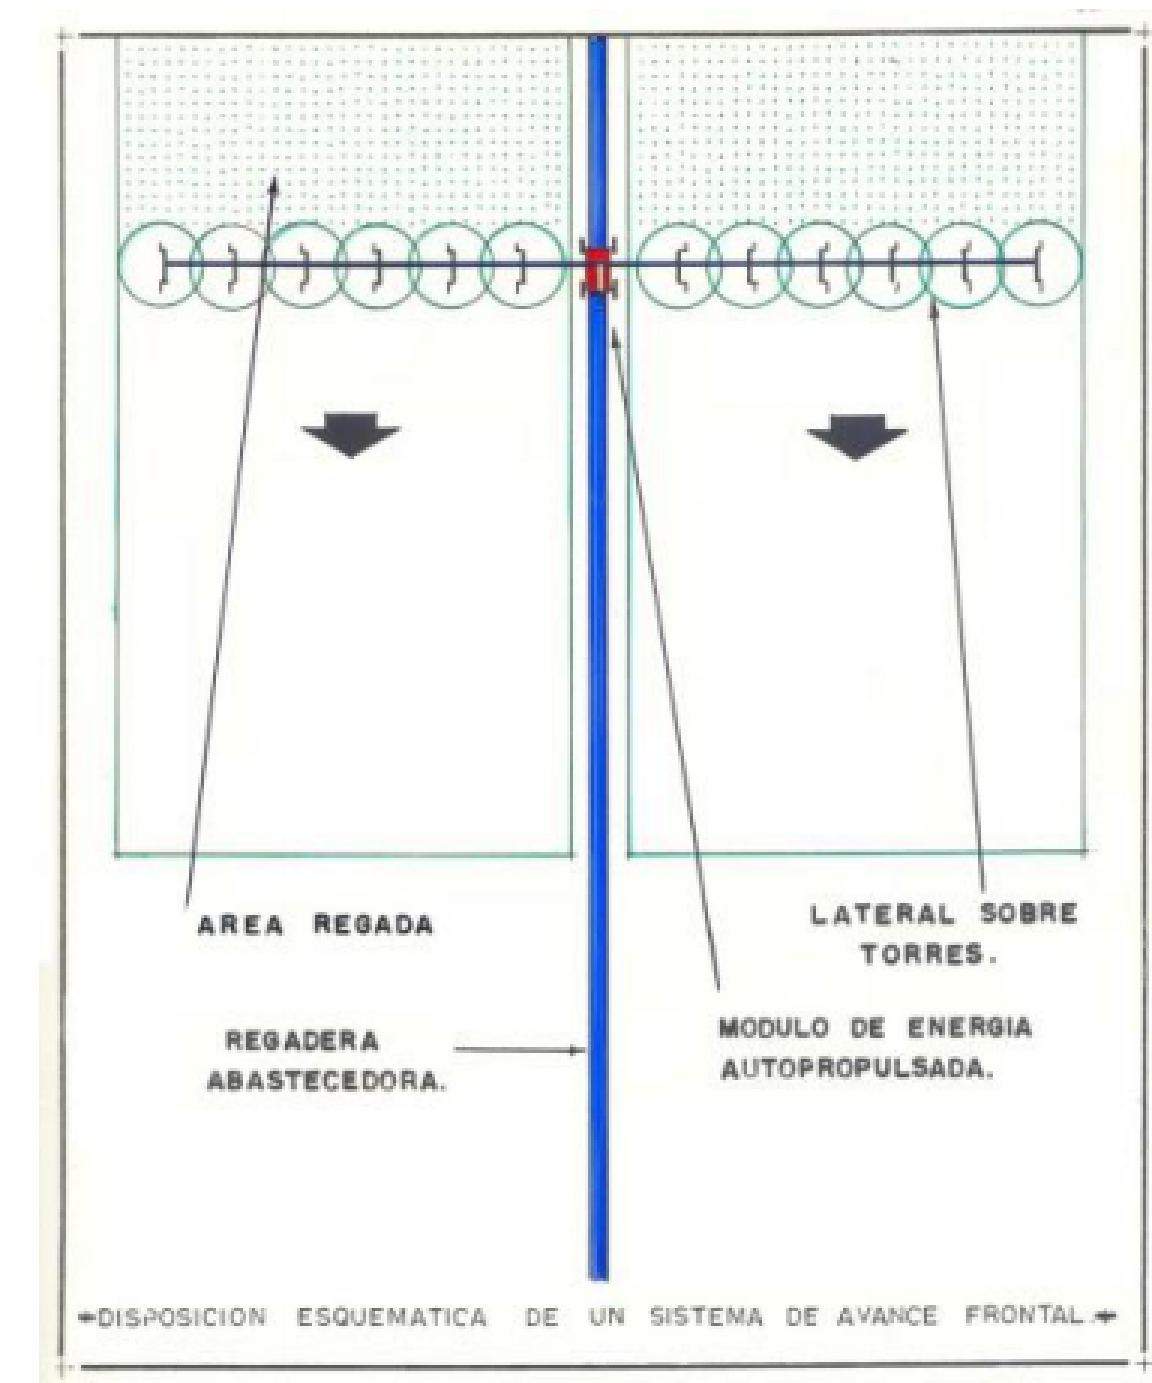 AREA REGADA
LATERAL SOBRE
TORRES.
REGADERA
ABASTECEDORA.
MODULO DE ENERGIA
AUTOPROPULSADA.
DISPOSICION ESQUEMATICA DE UN SISTEMA DE AVANCE FRONTAL.